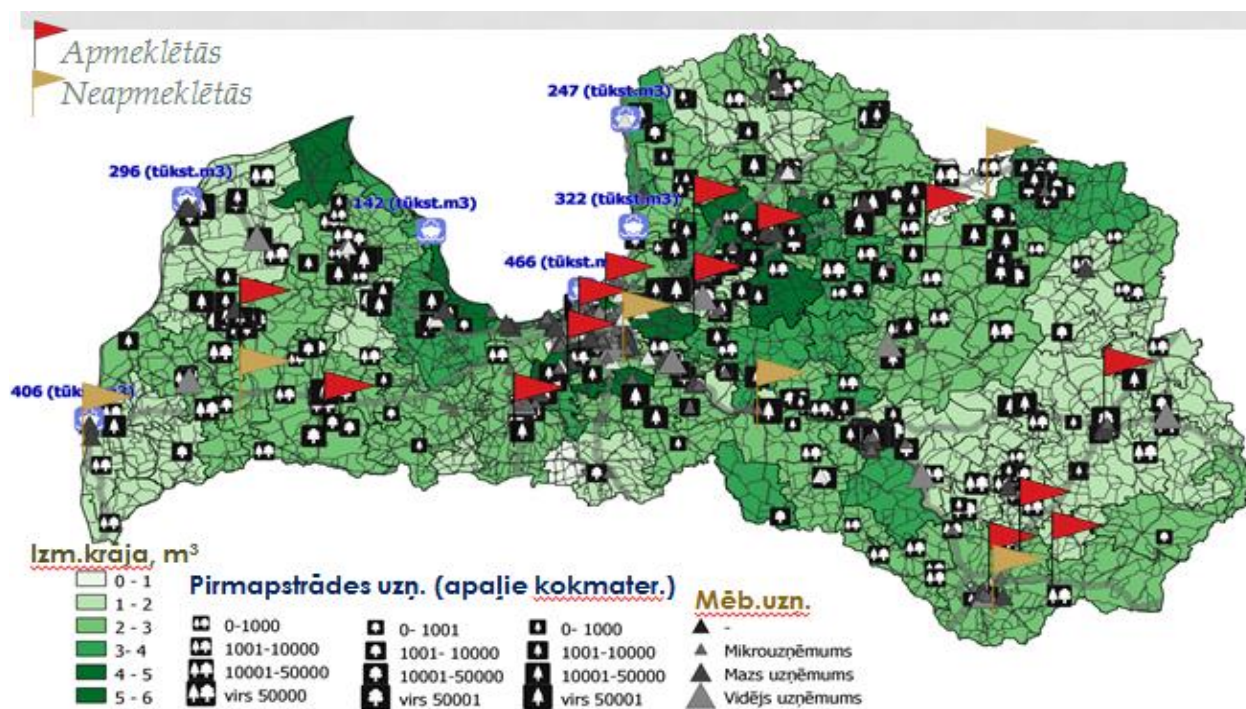 Apmeklētās
Neapmeklētās
247 (tūkst.m3)
296 (tūkst.m3)
142 (tūkst.m3)
322 (tūkst.m3)
466 (tūkst.m
406 (tūkst.m3)
Izm.krāja, m³
0 - 1
1 - 2
2 - 3
3- 4
4 - 5
5 - 6
Pirmapstrādes uzņ. (apaļie kokmater.)
0-1000
1001-10000
10001-50000
virs 50000
0- 1001
1001- 10000
10001-50000
virs 50001
0- 1000
1001-10000
10001-50000
virs 50001
Mēb.uzn.
-
Mikrouzņēmums
Mazs uzņēmums
Vidējs uzņēmums